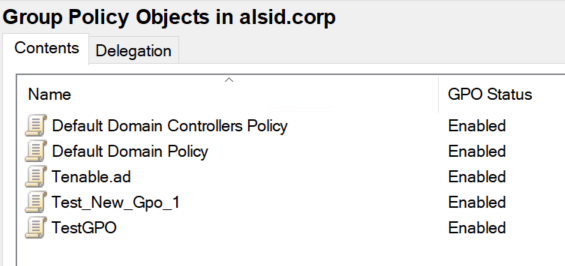 Group Policy Objects in alsid.corp
Contents Delegation
Name GPO Status
Default Domain Controllers Policy Enabled
Default Domain Policy Enabled
Tenable.ad Enabled
Test_New_Gpo_1 Enabled
TestGPO Enabled